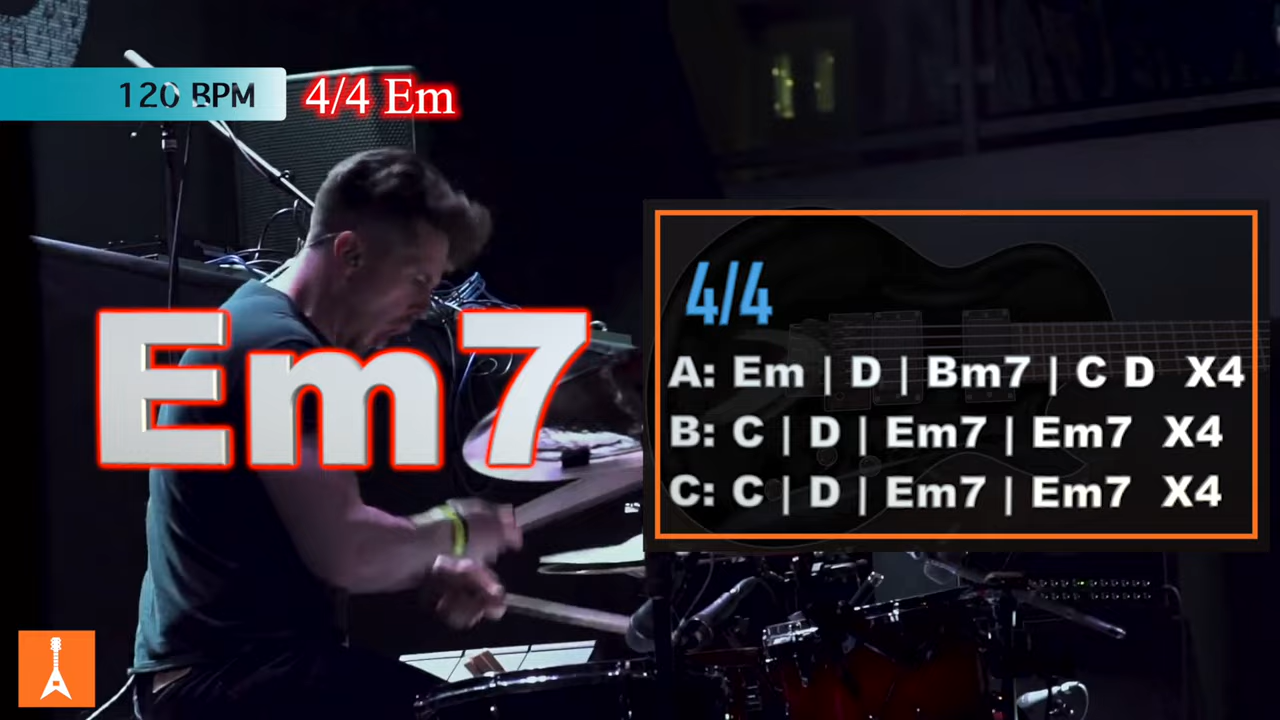 120 BPM 4/4 Em
Em7
4/4
A: Em | D | Bm7 | C D X4
B: C | D | Em7 | Em7 X4
C: C | D | Em7 | Em7 X4